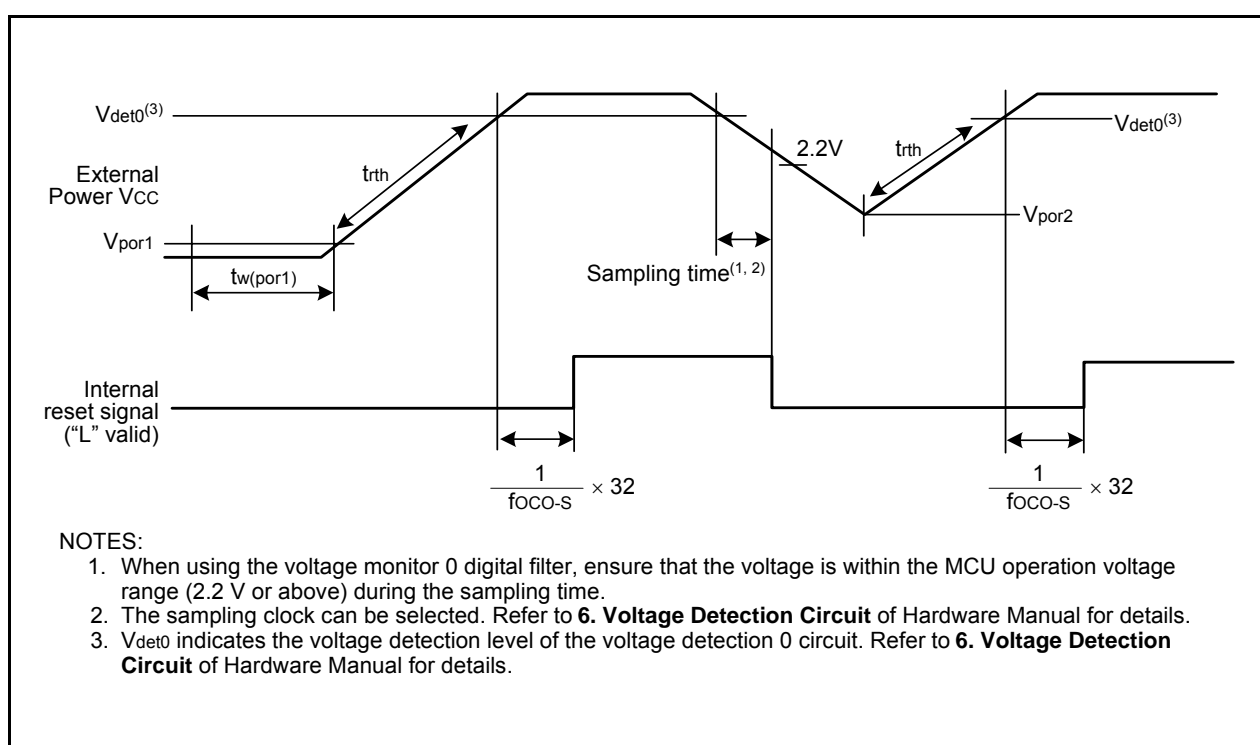 Vdet0(3)
External
Power VCC
Vpor1
tw(por1)
trth
2.2V
Sampling time(1, 2)
trth
Vdet0(3)
Vpor2
Internal
reset signal
(“L” valid)
1
fOCO-S
× 32
1
fOCO-S
× 32
NOTES:
1. When using the voltage monitor 0 digital filter, ensure that the voltage is within the MCU operation voltage
range (2.2 V or above) during the sampling time.
2. The sampling clock can be selected. Refer to 6. Voltage Detection Circuit of Hardware Manual for details.
3. Vdet0 indicates the voltage detection level of the voltage detection 0 circuit. Refer to 6. Voltage Detection
Circuit of Hardware Manual for details.